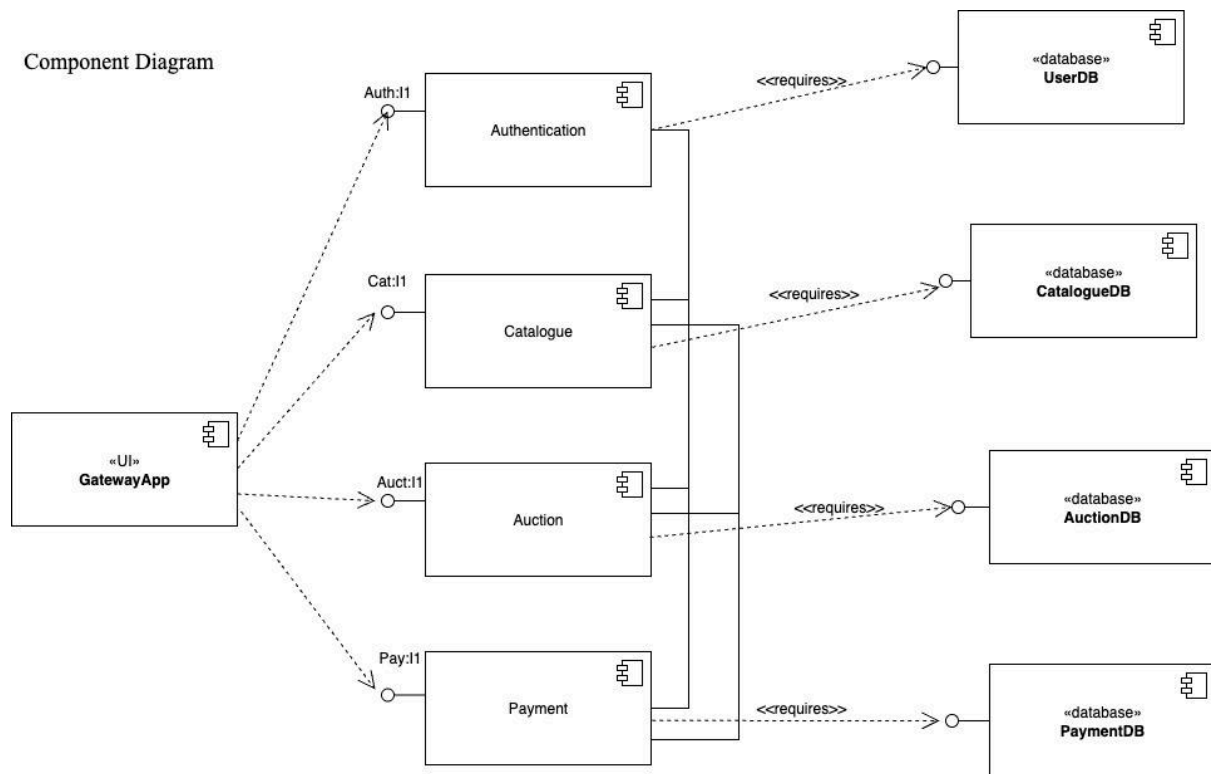 Component Diagram
Auth:I1
Authentication
<<requires>>
«database»
UserDB
Cat:I1
Catalogue
<<requires>>
«database»
CatalogueDB
«UI»
GatewayApp
Auct:I1
Auction
<<requires>>
«database»
AuctionDB
Pay:I1
Payment
<<requires>>
«database»
PaymentDB